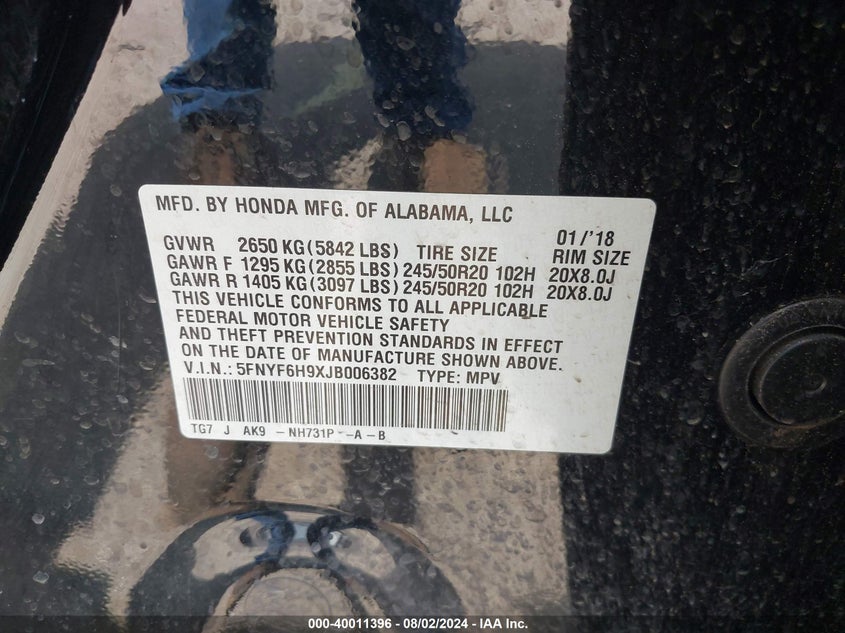 MFD. BY HONDA MFG. OF ALABAMA, LLC
01/'18
GVWR 2650 KG(5842 LBS) TIRE SIZE RIM SIZE
GAWR F 1295 KG(2855 LBS) 245/50R20 102H 20X8.0J
GAWR R 1405 KG(3097 LBS) 245/50R20 102H 20X8.0J
THIS VEHICLE CONFORMS TO ALL APPLICABLE
FEDERAL MOTOR VEHICLE SAFETY
AND THEFT PREVENTION STANDARDS IN EFFECT
ON THE DATE OF MANUFACTURE SHOWN ABOVE.
V.I.N.: 5FNYF6H9XJB006382 TYPE: MPV
TG7 J AK9 - NH731P -A-B
000-40011396 - 08/02/2024 - IAA Inc.